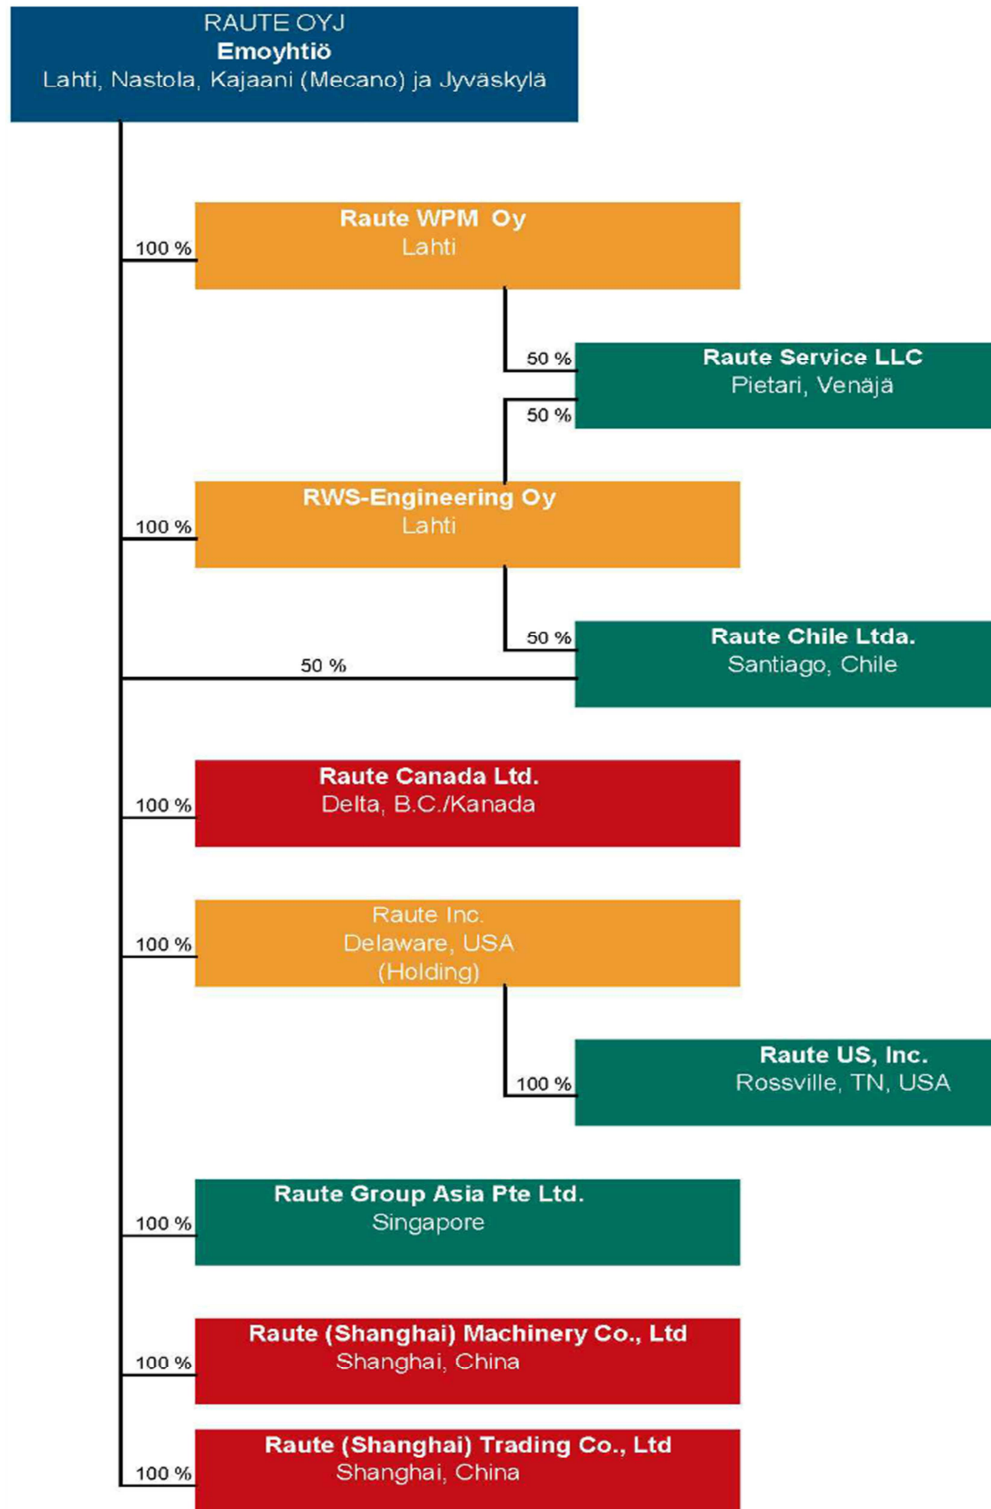 RAUTE OYJ
Emoyhtiö
Lahti, Nastola, Kajaani (Mecano) ja Jyväskylä
Raute WPM Oy
Lahti
100 %
50 %
Raute Service LLC
Pietari, Venäjä
50 %
RWS-Engineering Oy
Lahti
100 %
50 %
Raute Chile Ltda.
Santiago, Chile
50 %
Raute Canada Ltd.
Delta, B.C./Kanada
100 %
Raute Inc.
Delaware, USA
(Holding)
100 %
Raute US, Inc.
Rossville, TN, USA
100 %
Raute Group Asia Pte Ltd.
Singapore
100 %
Raute (Shanghai) Machinery Co., Ltd
Shanghai, China
100 %
Raute (Shanghai) Trading Co., Ltd
Shanghai, China
100 %